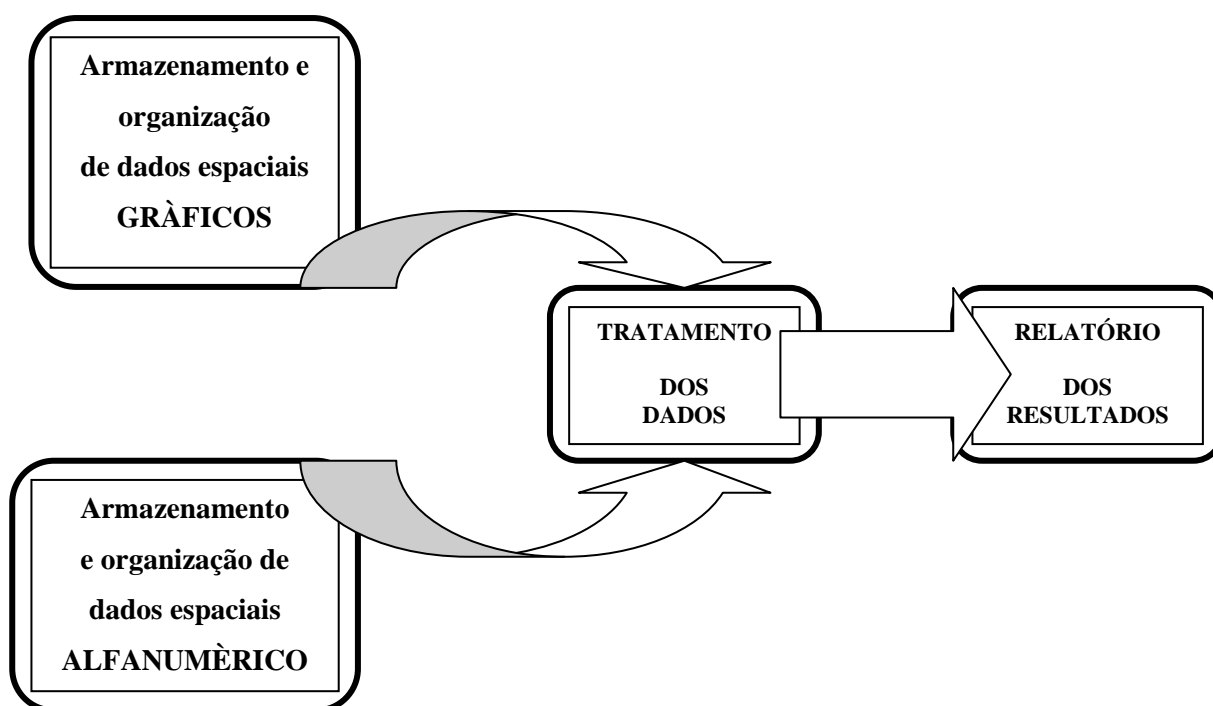 Armazenamento e
organização
de dados espaciais
GRÀFICOS
TRATAMENTO
DOS
DADOS
RELATÓRIO
DOS
RESULTADOS
Armazenamento
e organização de
dados espaciais
ALFANUMÈRICO